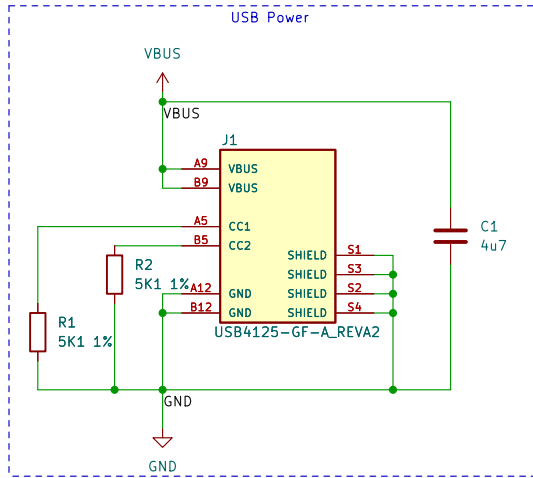 USB Power
VBUS
VBUS
J1
A9 VBUS
B9 VBUS
A5 CC1
B5 CC2
C1
4u7
SHIELD S1
R2
5K1 1%
SHIELD S3
A12 GND
SHIELD S2
B12 GND
SHIELD S4
R1
5K1 1%
USB4125-GF-A_REVA2
GND
GND